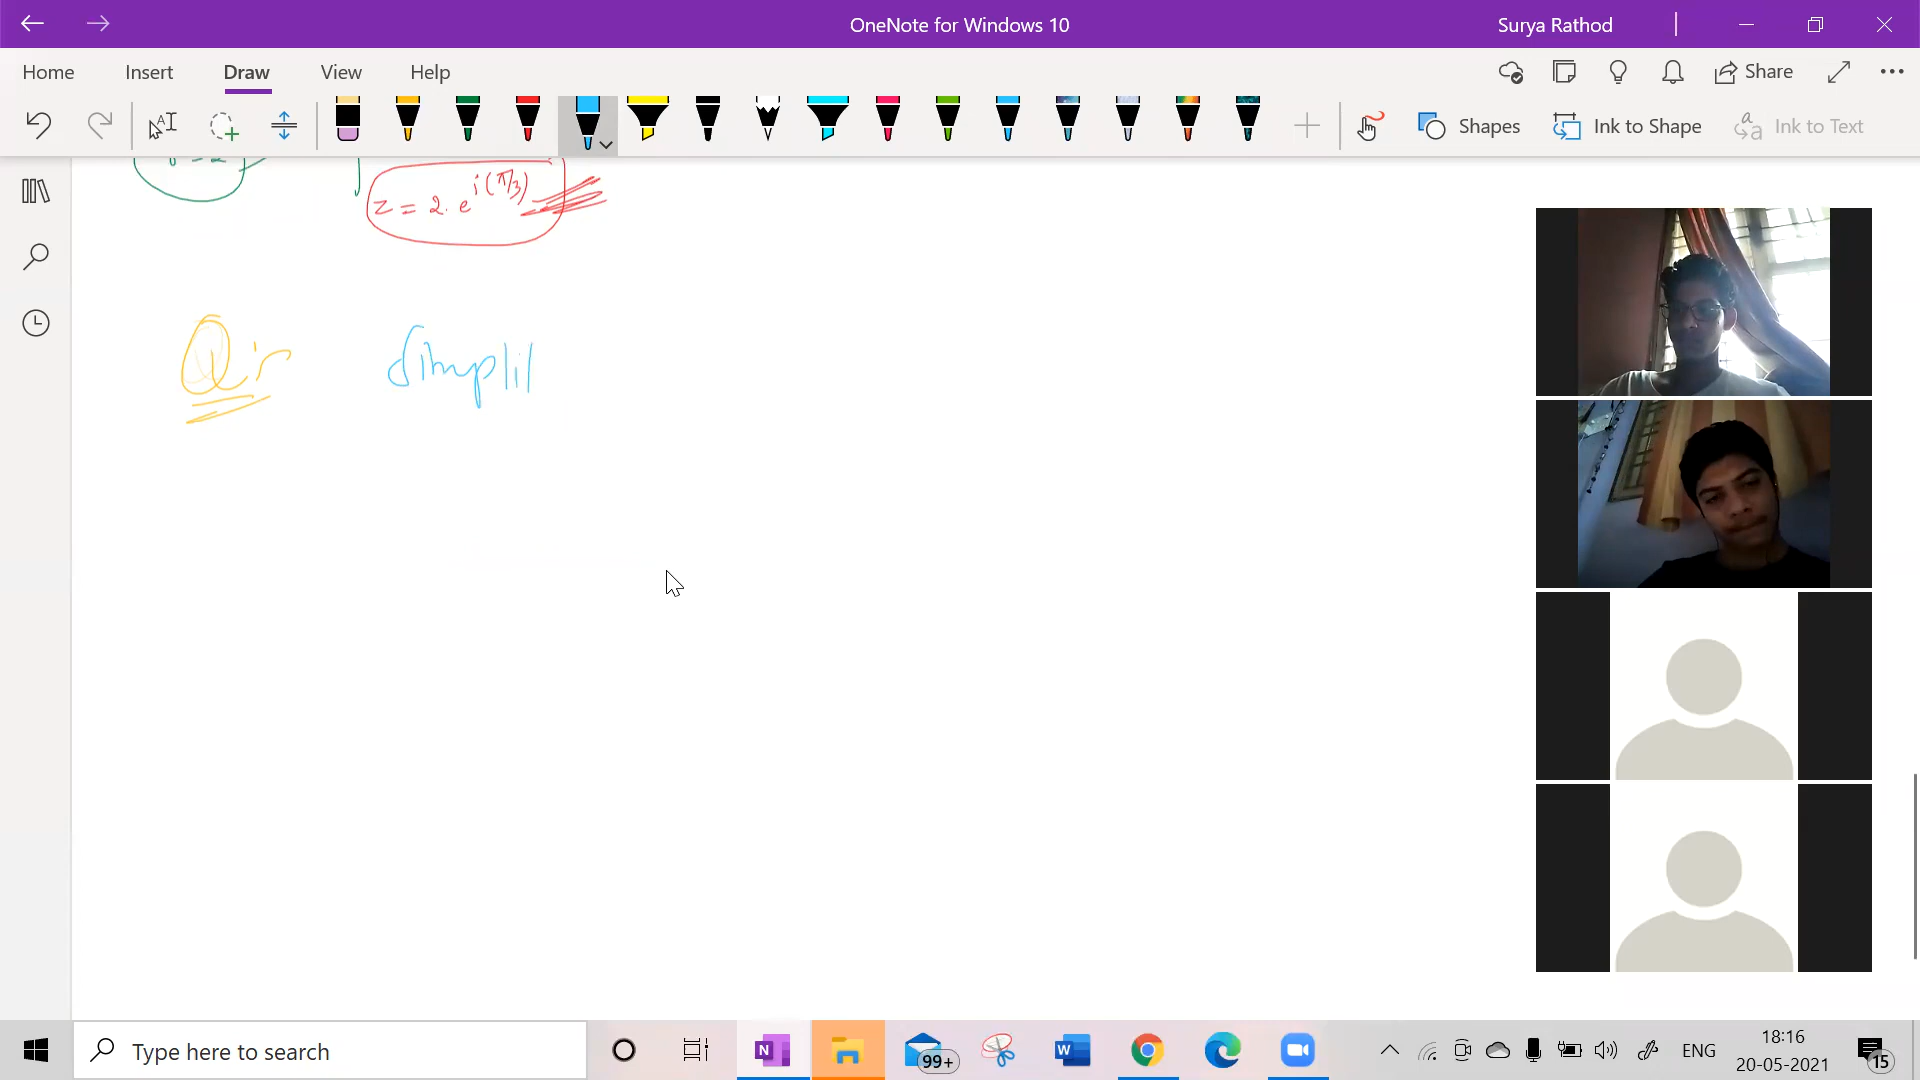 OneNote for Windows 10
Surya Rathod
Home Insert Draw View Help
Share
Shapes Ink to Shape Ink to Text
z = 2. e^i(π/3)
Simplif
Type here to search
99+
ENG
18:16
20-05-2021
15